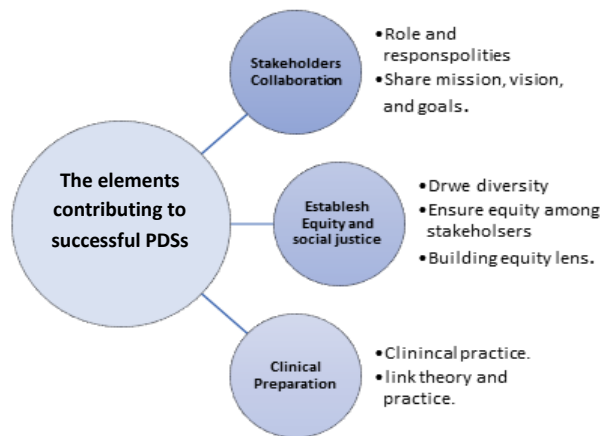 The elements
contributing to
successful PDSs
Stakeholders
Collaboration
•Role and
responspolities
•Share mission, vision,
and goals.
Establesh
Equity and
social justice
•Drwe diversity
•Ensure equity among
stakeholsers
•Building equity lens.
Clinical
Preparation
•Clinincal practice.
•link theory and
practice.